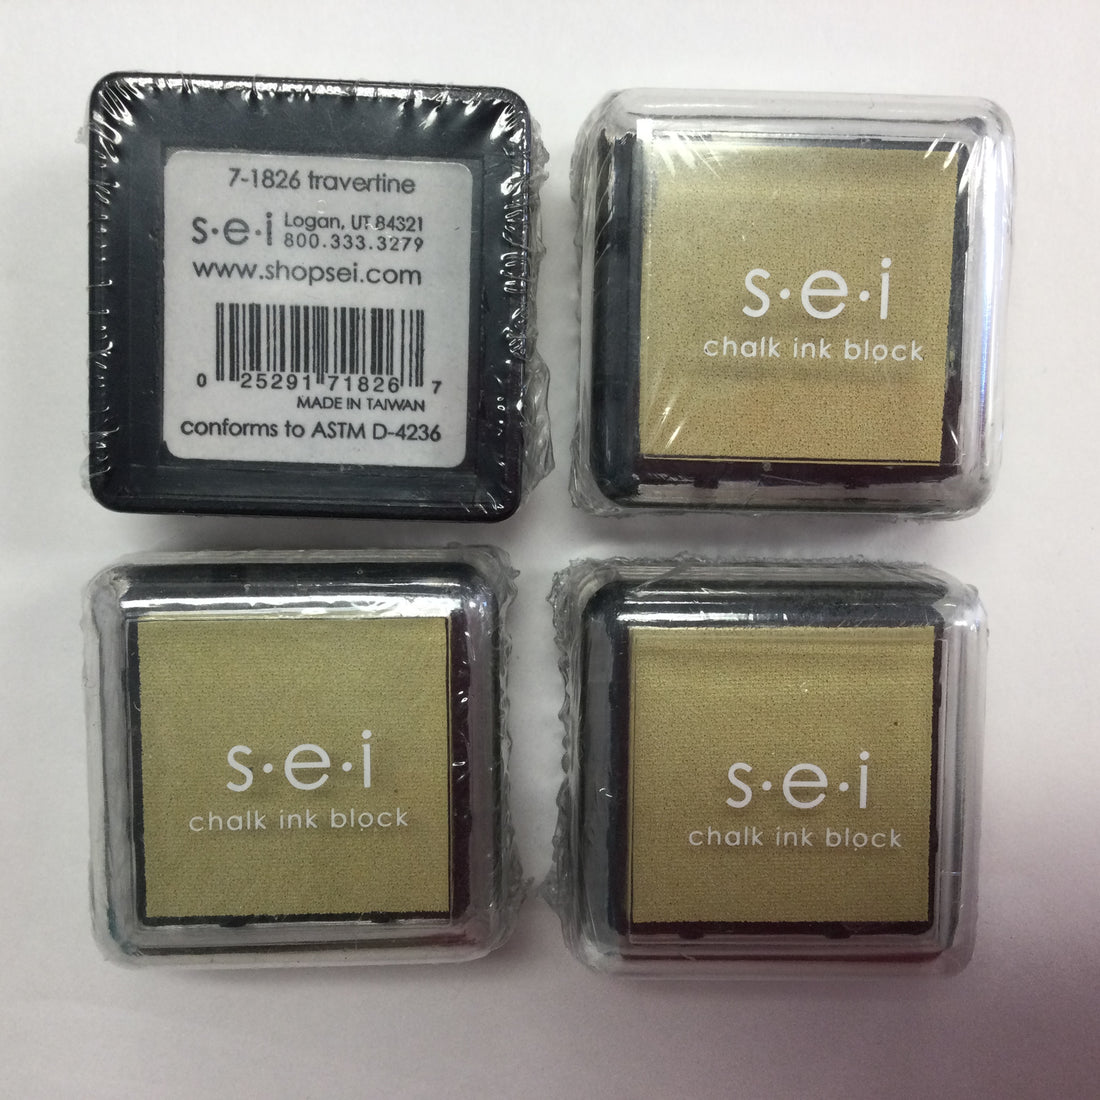 7-1826 travertine
s·e·i Logan, UT 84321
800.333.3279
www.shopsei.com
0 25291 71826 7
MADE IN TAIWAN
conforms to ASTM D-4236
s·e·i
chalk ink block
s·e·i
chalk ink block
s·e·i
chalk ink block